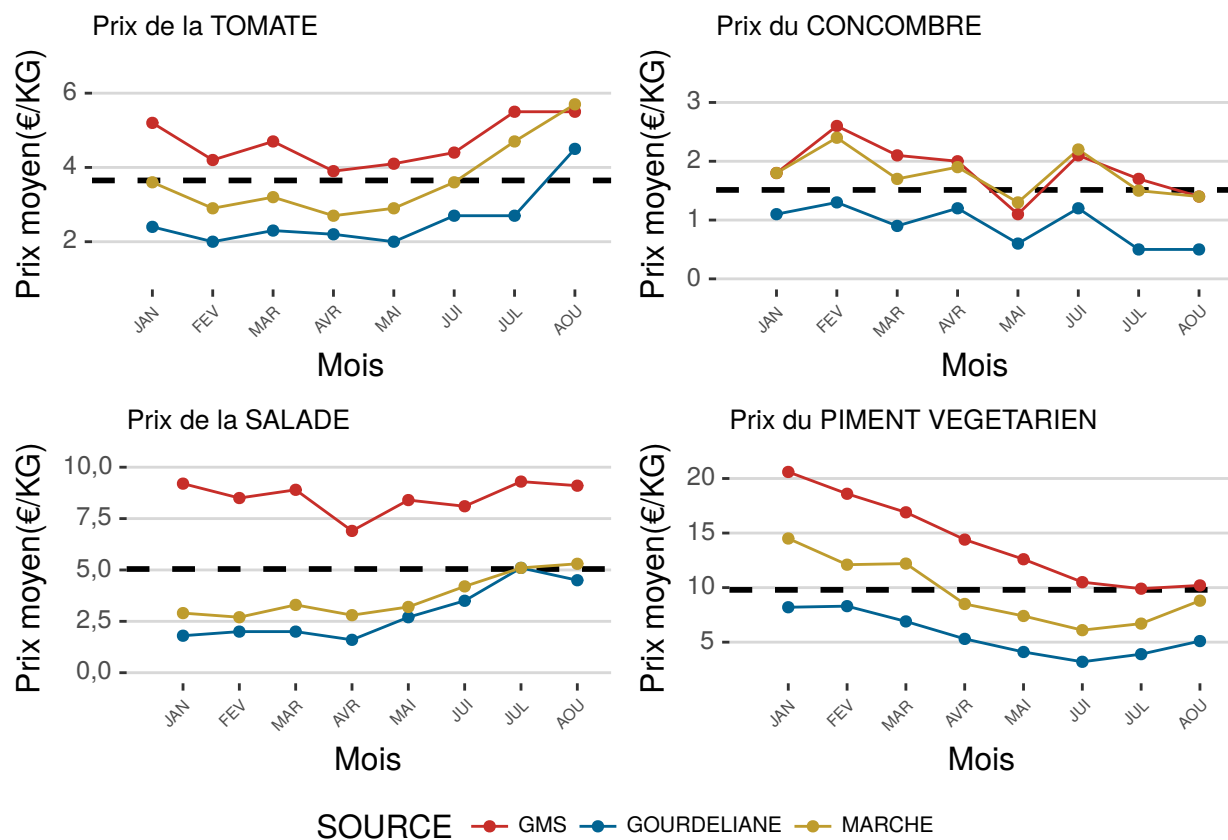 Prix de la TOMATE
Prix moyen(€/KG)
6
4
2
JAN FEV MAR AVR MAI JUI JUL AOU
Mois
Prix du CONCOMBRE
Prix moyen(€/KG)
3
2
1
0
JAN FEV MAR AVR MAI JUI JUL AOU
Mois
Prix de la SALADE
Prix moyen(€/KG)
10,0
7,5
5,0
2,5
0,0
JAN FEV MAR AVR MAI JUI JUL AOU
Mois
Prix du PIMENT VEGETARIEN
Prix moyen(€/KG)
20
15
10
5
JAN FEV MAR AVR MAI JUI JUL AOU
Mois
SOURCE GMS GOURDELIANE MARCHE